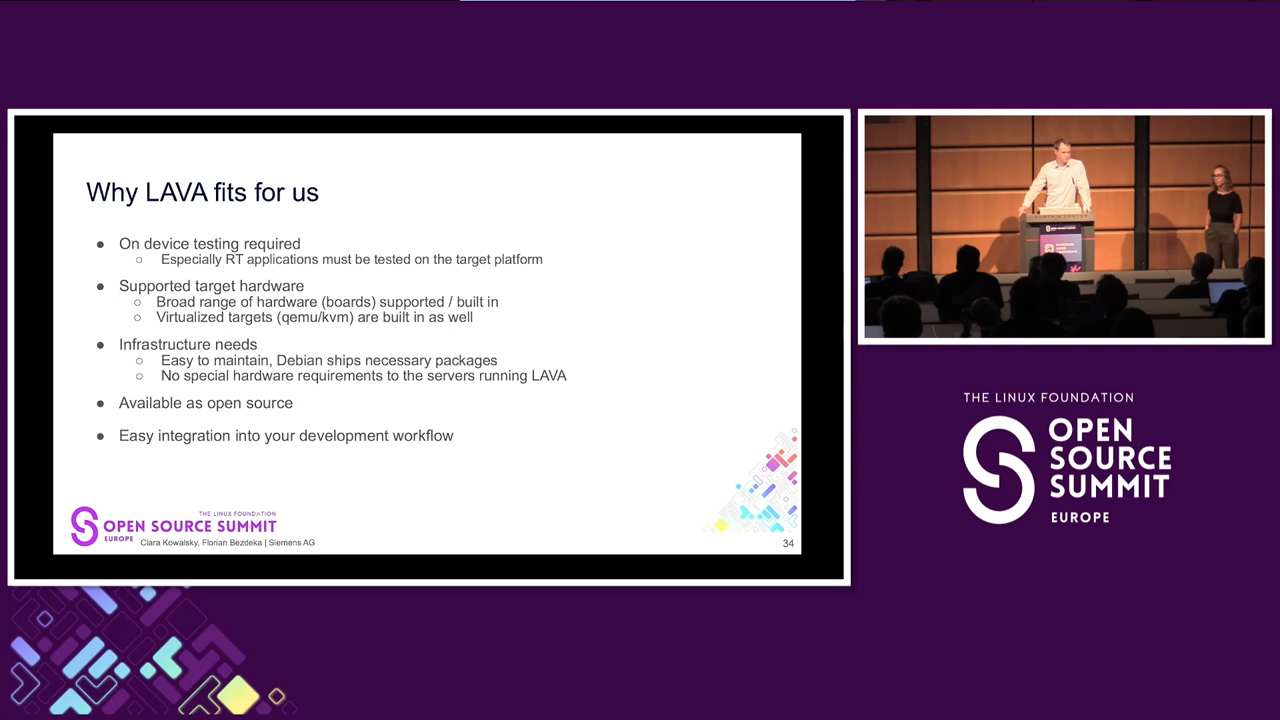 Why LAVA fits for us
● On device testing required
○ Especially RT applications must be tested on the target platform
● Supported target hardware
○ Broad range of hardware (boards) supported / built in
○ Virtualized targets (qemu/kvm) are built in as well
● Infrastructure needs
○ Easy to maintain, Debian ships necessary packages
○ No special hardware requirements to the servers running LAVA
● Available as open source
● Easy integration into your development workflow
THE LINUX FOUNDATION
OPEN SOURCE SUMMIT
EUROPE
Clara Kowalsky, Florian Bezdeka | Siemens AG
34
THE LINUX FOUNDATION
OPEN
SOURCE
SUMMIT
EUROPE